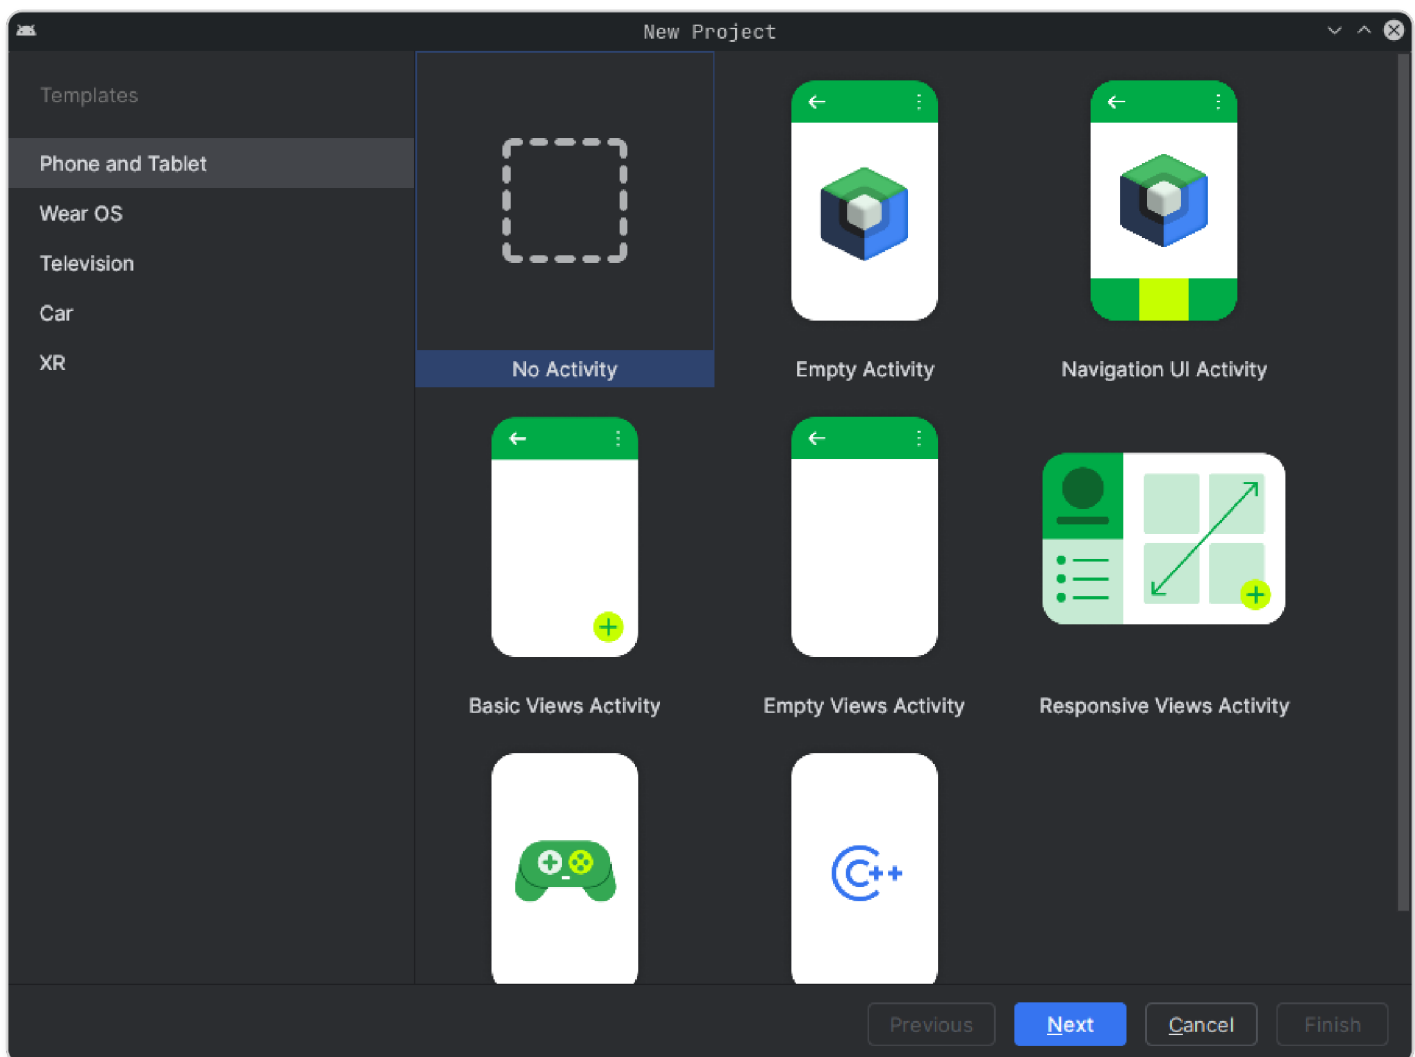 New Project
Templates
Phone and Tablet
Wear OS
Television
Car
XR
No Activity
Empty Activity
Navigation UI Activity
Basic Views Activity
Empty Views Activity
Responsive Views Activity
C++
Previous
Next
Cancel
Finish